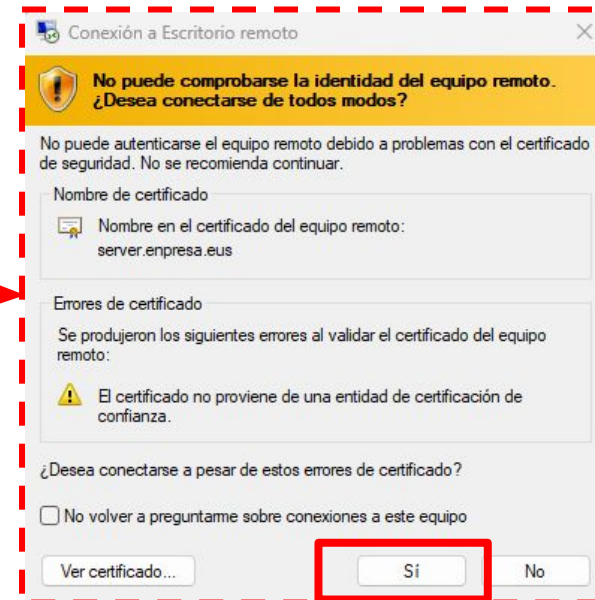 Conexión a Escritorio remoto
No puede comprobarse la identidad del equipo remoto.
¿Desea conectarse de todos modos?
No puede autenticarse el equipo remoto debido a problemas con el certificado
de seguridad. No se recomienda continuar.
Nombre de certificado
Nombre en el certificado del equipo remoto:
server.enpresa.eus
Errores de certificado
Se produjeron los siguientes errores al validar el certificado del equipo
remoto:
El certificado no proviene de una entidad de certificación de
confianza.
¿Desea conectarse a pesar de estos errores de certificado?
No volver a preguntarme sobre conexiones a este equipo
Ver certificado... Sí No